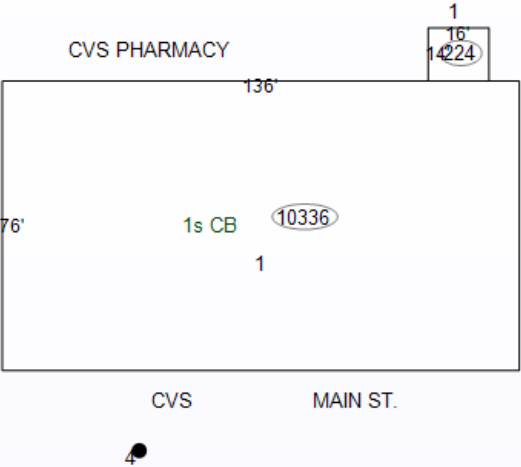 1
16'
CVS PHARMACY
14'
224
136'
76'
1s CB
10336
1
CVS
MAIN ST.
4